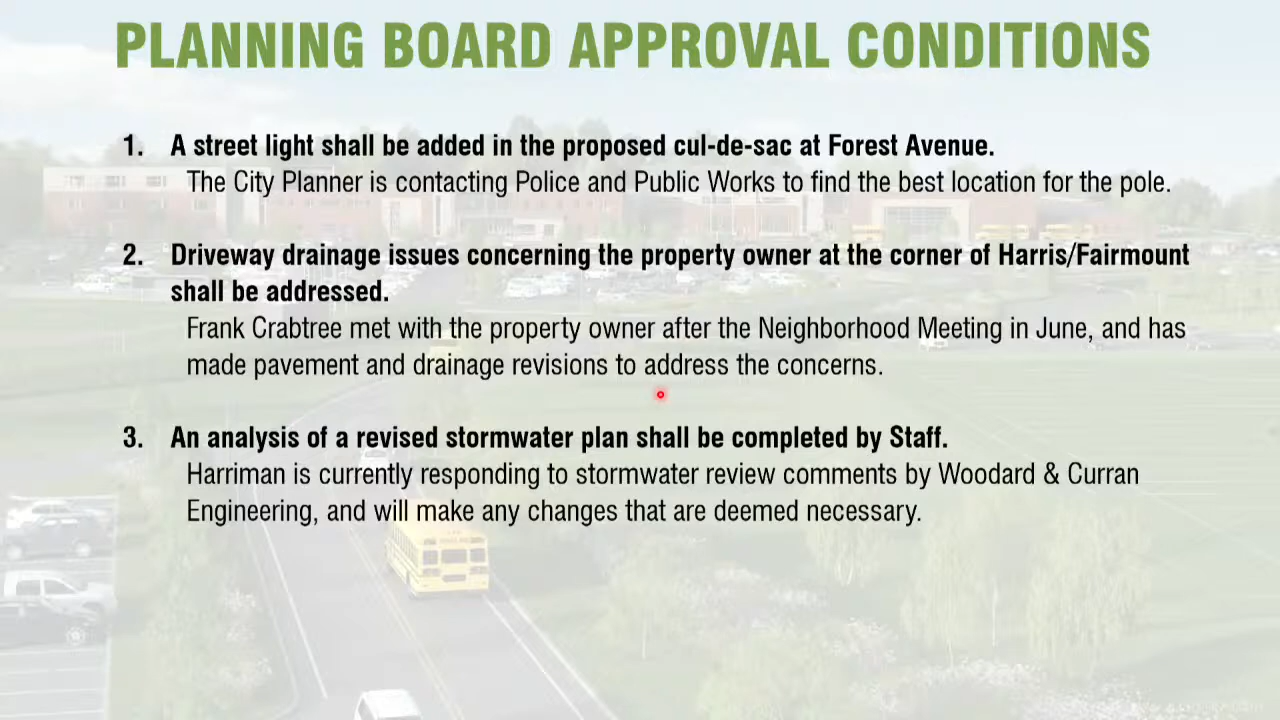 PLANNING BOARD APPROVAL CONDITIONS
1. A street light shall be added in the proposed cul-de-sac at Forest Avenue.
The City Planner is contacting Police and Public Works to find the best location for the pole.
2. Driveway drainage issues concerning the property owner at the corner of Harris/Fairmount
shall be addressed.
Frank Crabtree met with the property owner after the Neighborhood Meeting in June, and has
made pavement and drainage revisions to address the concerns.
3. An analysis of a revised stormwater plan shall be completed by Staff.
Harriman is currently responding to stormwater review comments by Woodard & Curran
Engineering, and will make any changes that are deemed necessary.